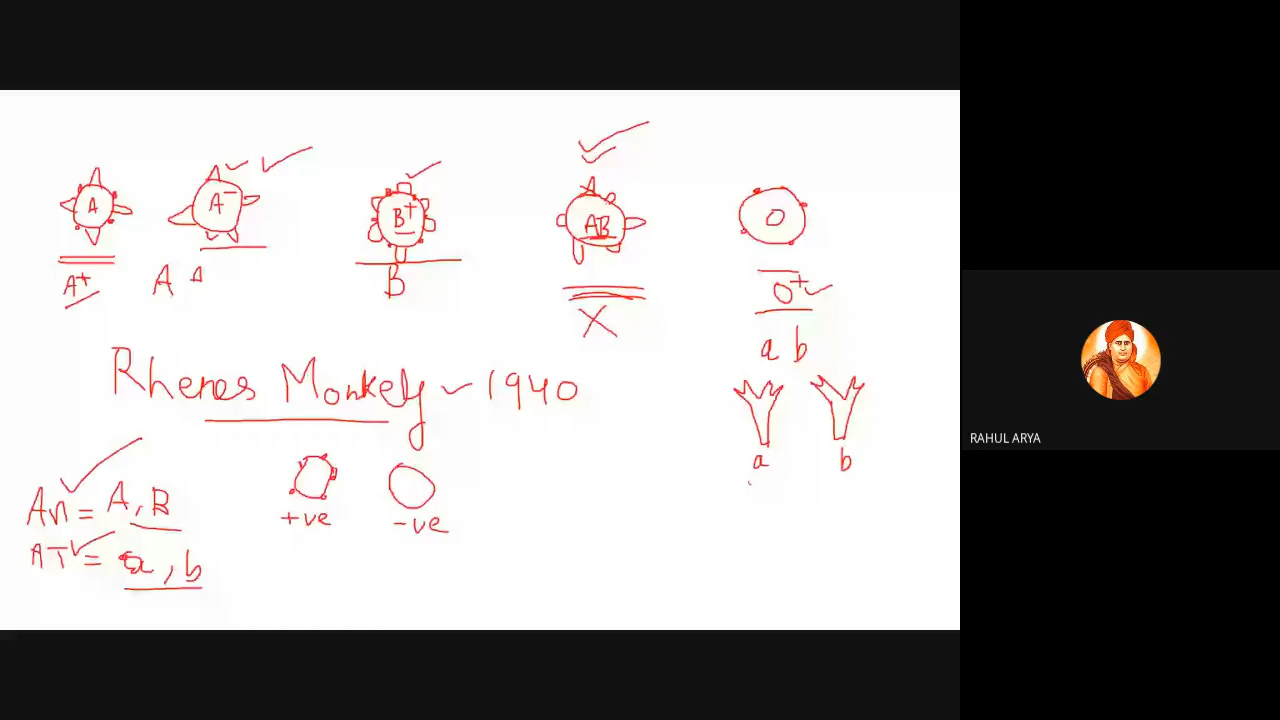 A A⁻ B⁺ AB O
A⁺ A A B X O⁺
a b
Rhenes Monkey ~ 1940
a b
An = A, B
+ve -ve
AT = a, b
RAHUL ARYA